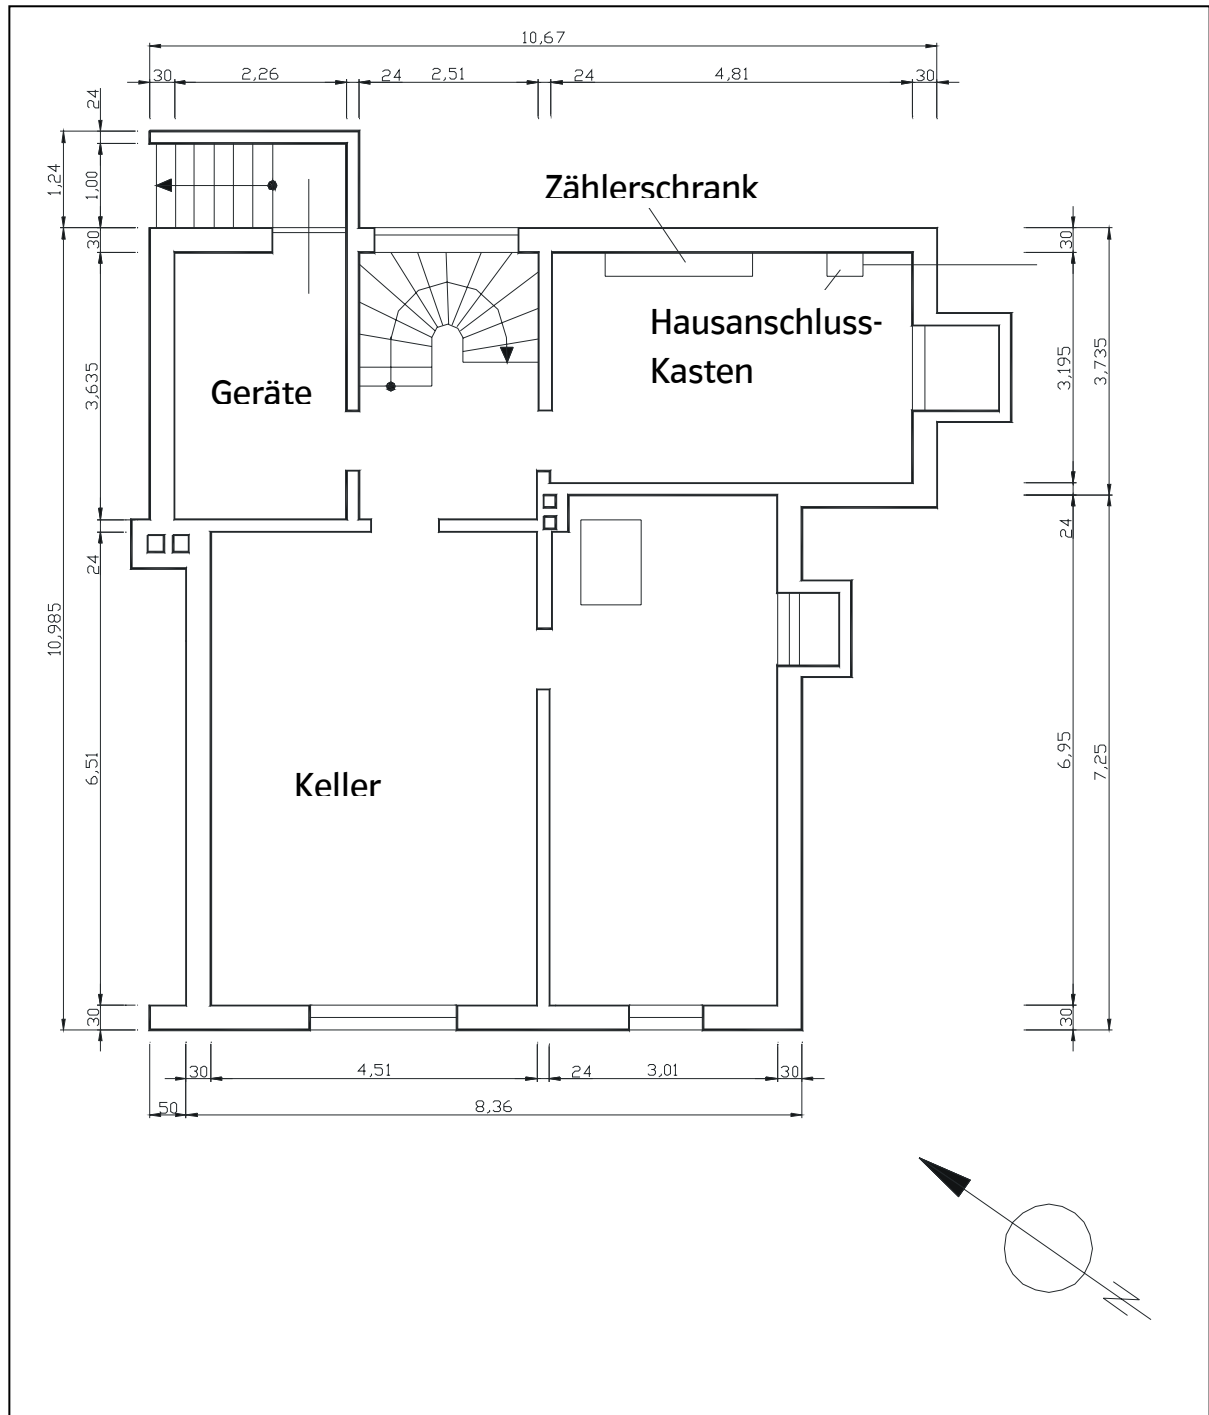 10,67
30 2,26 24 2,51 24 4,81 30
24
1,24
1,00
30
Zählerschrank
30
Hausanschluss-
Kasten
3,635
Geräte
3,195
3,735
24
24
10,985
6,51
Keller
6,95
7,25
30
30
30 4,51 24 3,01 30
50 8,36
N